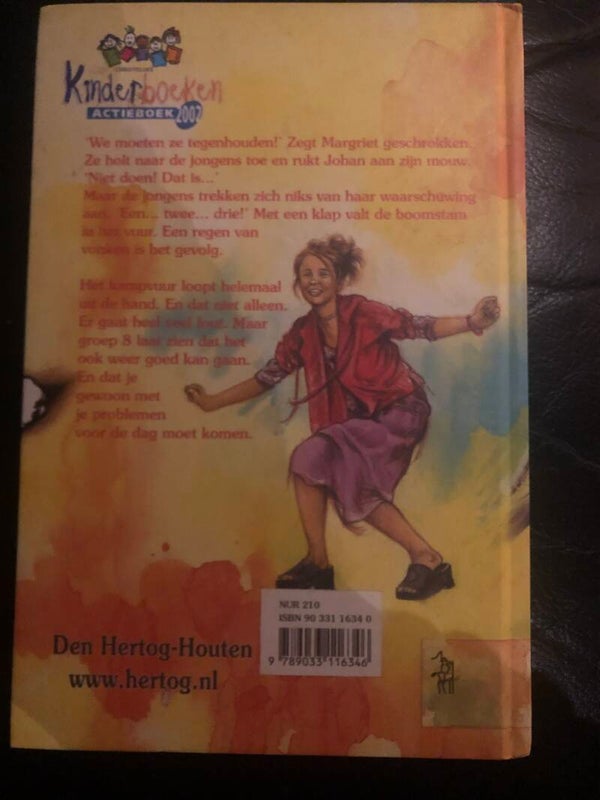 CHRISTELIJKE
Kinderboeken
ACTIEBOEK 2002
'We moeten ze tegenhouden!' Zegt Margriet geschrokken.
Ze holt naar de jongens toe en rukt Johan aan zijn mouw.
'Niet doen! Dat is...'
Maar de jongens trekken zich niks van haar waarschuwing
aan. 'Een... twee... drie!' Met een klap valt de boomstam
in het vuur. Een regen van
vonken is het gevolg.
Het kampvuur loopt helemaal
uit de hand. En dat niet alleen.
Er gaat heel veel fout. Maar
groep 8 laat zien dat het
ook weer goed kan gaan.
En dat je
gewoon met
je problemen
voor de dag moet komen.
NUR 210
ISBN 90 331 1634 0
9 789033 116346
Den Hertog-Houten
www.hertog.nl